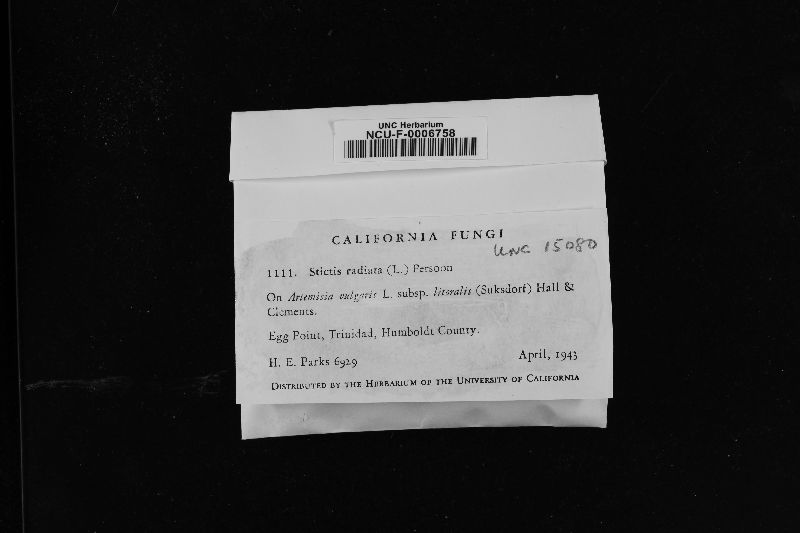 UNC Herbarium
NCU-F-0006758
CALIFORNIA FUNGI
UNC 15080
1111. Stictis radiata (L.) Persoon
On Artemisia vulgaris L. subsp. litoralis (Suksdorf) Hall &
Clements.
Egg Point, Trinidad, Humboldt County.
H. E. Parks 6929 April, 1943
DISTRIBUTED BY THE HERBARIUM OF THE UNIVERSITY OF CALIFORNIA